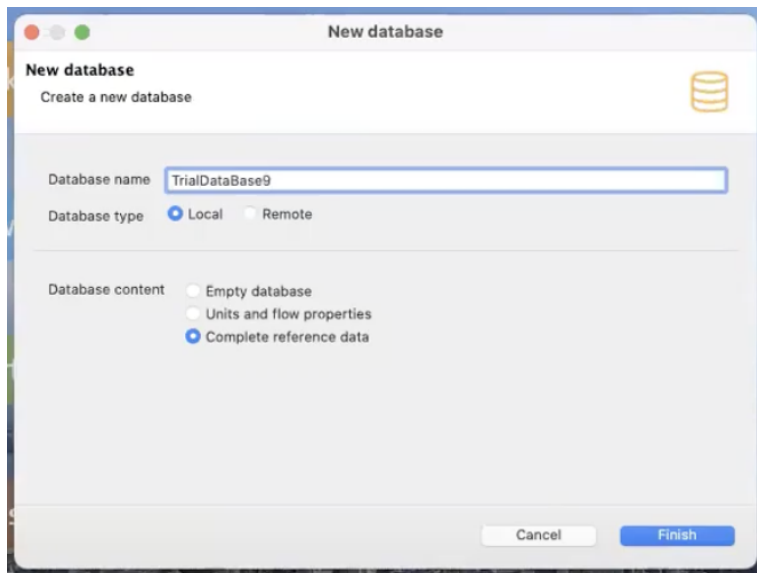 New database
New database
Create a new database
Database name TrialDataBase9
Database type Local Remote
Database content Empty database
Units and flow properties
Complete reference data
Cancel Finish